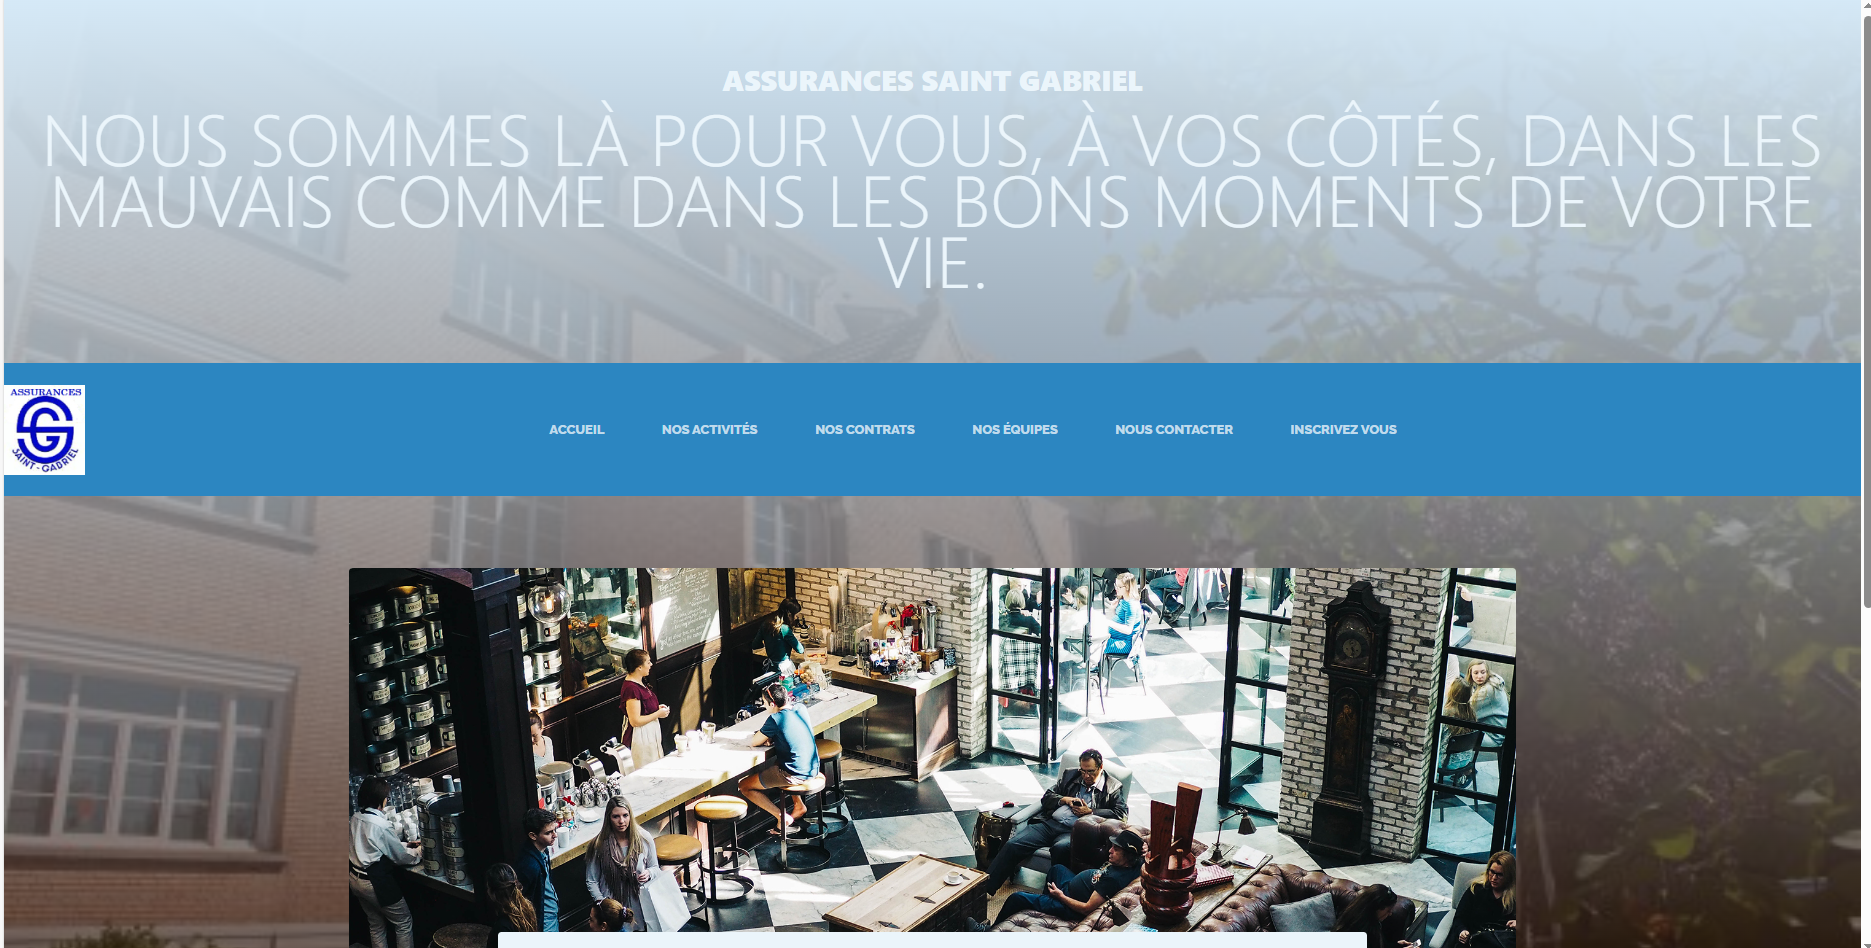 ASSURANCES SAINT GABRIEL
NOUS SOMMES LÀ POUR VOUS, À VOS CÔTÉS, DANS LES
MAUVAIS COMME DANS LES BONS MOMENTS DE VOTRE
VIE.
ASSURANCES
SG
SAINT-GABRIEL
ACCUEIL NOS ACTIVITÉS NOS CONTRATS NOS ÉQUIPES NOUS CONTACTER INSCRIVEZ VOUS